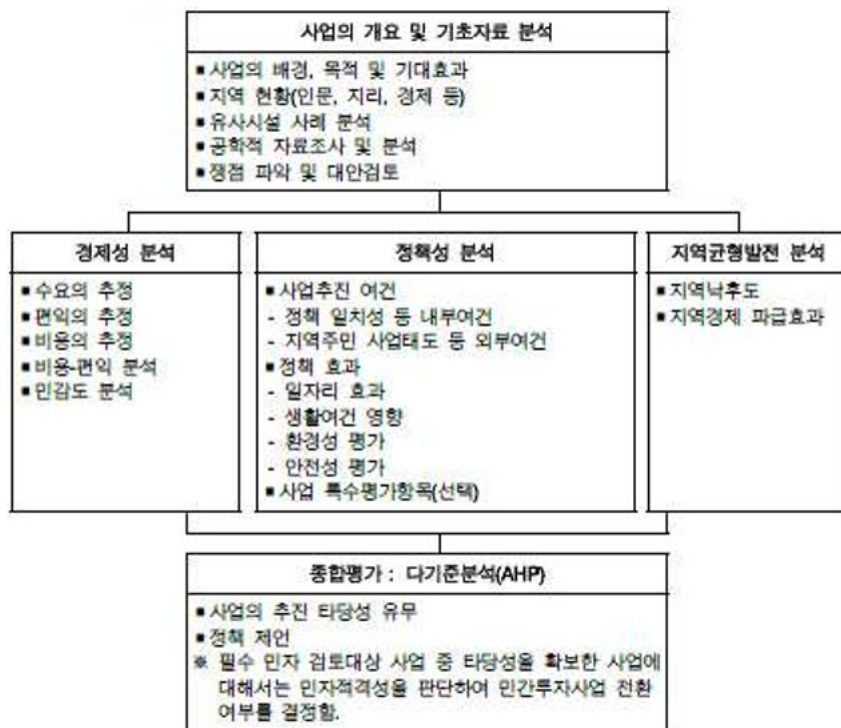 사업의 개요 및 기초자료 분석
■ 사업의 배경, 목적 및 기대효과
■ 지역 현황(인문, 지리, 경제 등)
■ 유사시설 사례 분석
■ 공학적 자료조사 및 분석
■ 쟁점 파악 및 대안검토
경제성 분석
■ 수요의 추정
■ 편익의 추정
■ 비용의 추정
■ 비용-편익 분석
■ 민감도 분석
정책성 분석
■ 사업추진 여건
- 정책 일치성 등 내부여건
- 지역주민 사업태도 등 외부여건
■ 정책 효과
- 일자리 효과
- 생활여건 영향
- 환경성 평가
- 안전성 평가
■ 사업 특수평가항목(선택)
지역균형발전 분석
■ 지역낙후도
■ 지역경제 파급효과
종합평가 : 다기준분석(AHP)
■ 사업의 추진 타당성 유무
■ 정책 제언
※ 필수 민자 검토대상 사업 중 타당성을 확보한 사업에
대해서는 민자적격성을 판단하여 민간투자사업 전환
여부를 결정함.